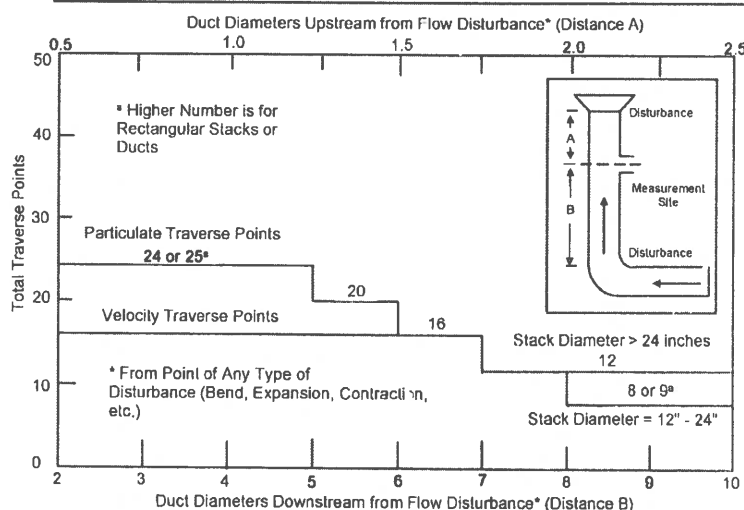 Duct Diameters Upstream from Flow Disturbance* (Distance A)
0.5 1.0 1.5 2.0 2.5
50
40
30
20
10
0
Total Traverse Points
ª Higher Number is for
Rectangular Stacks or
Ducts
Particulate Traverse Points
24 or 25ª
20
Velocity Traverse Points
16
Stack Diameter > 24 inches
12
* From Point of Any Type of
Disturbance (Bend, Expansion, Contraction,
etc.)
8 or 9ª
Stack Diameter = 12" - 24"
Disturbance
A
Measurement
Site
B
Disturbance
2 3 4 5 6 7 8 9 10
Duct Diameters Downstream from Flow Disturbance* (Distance B)